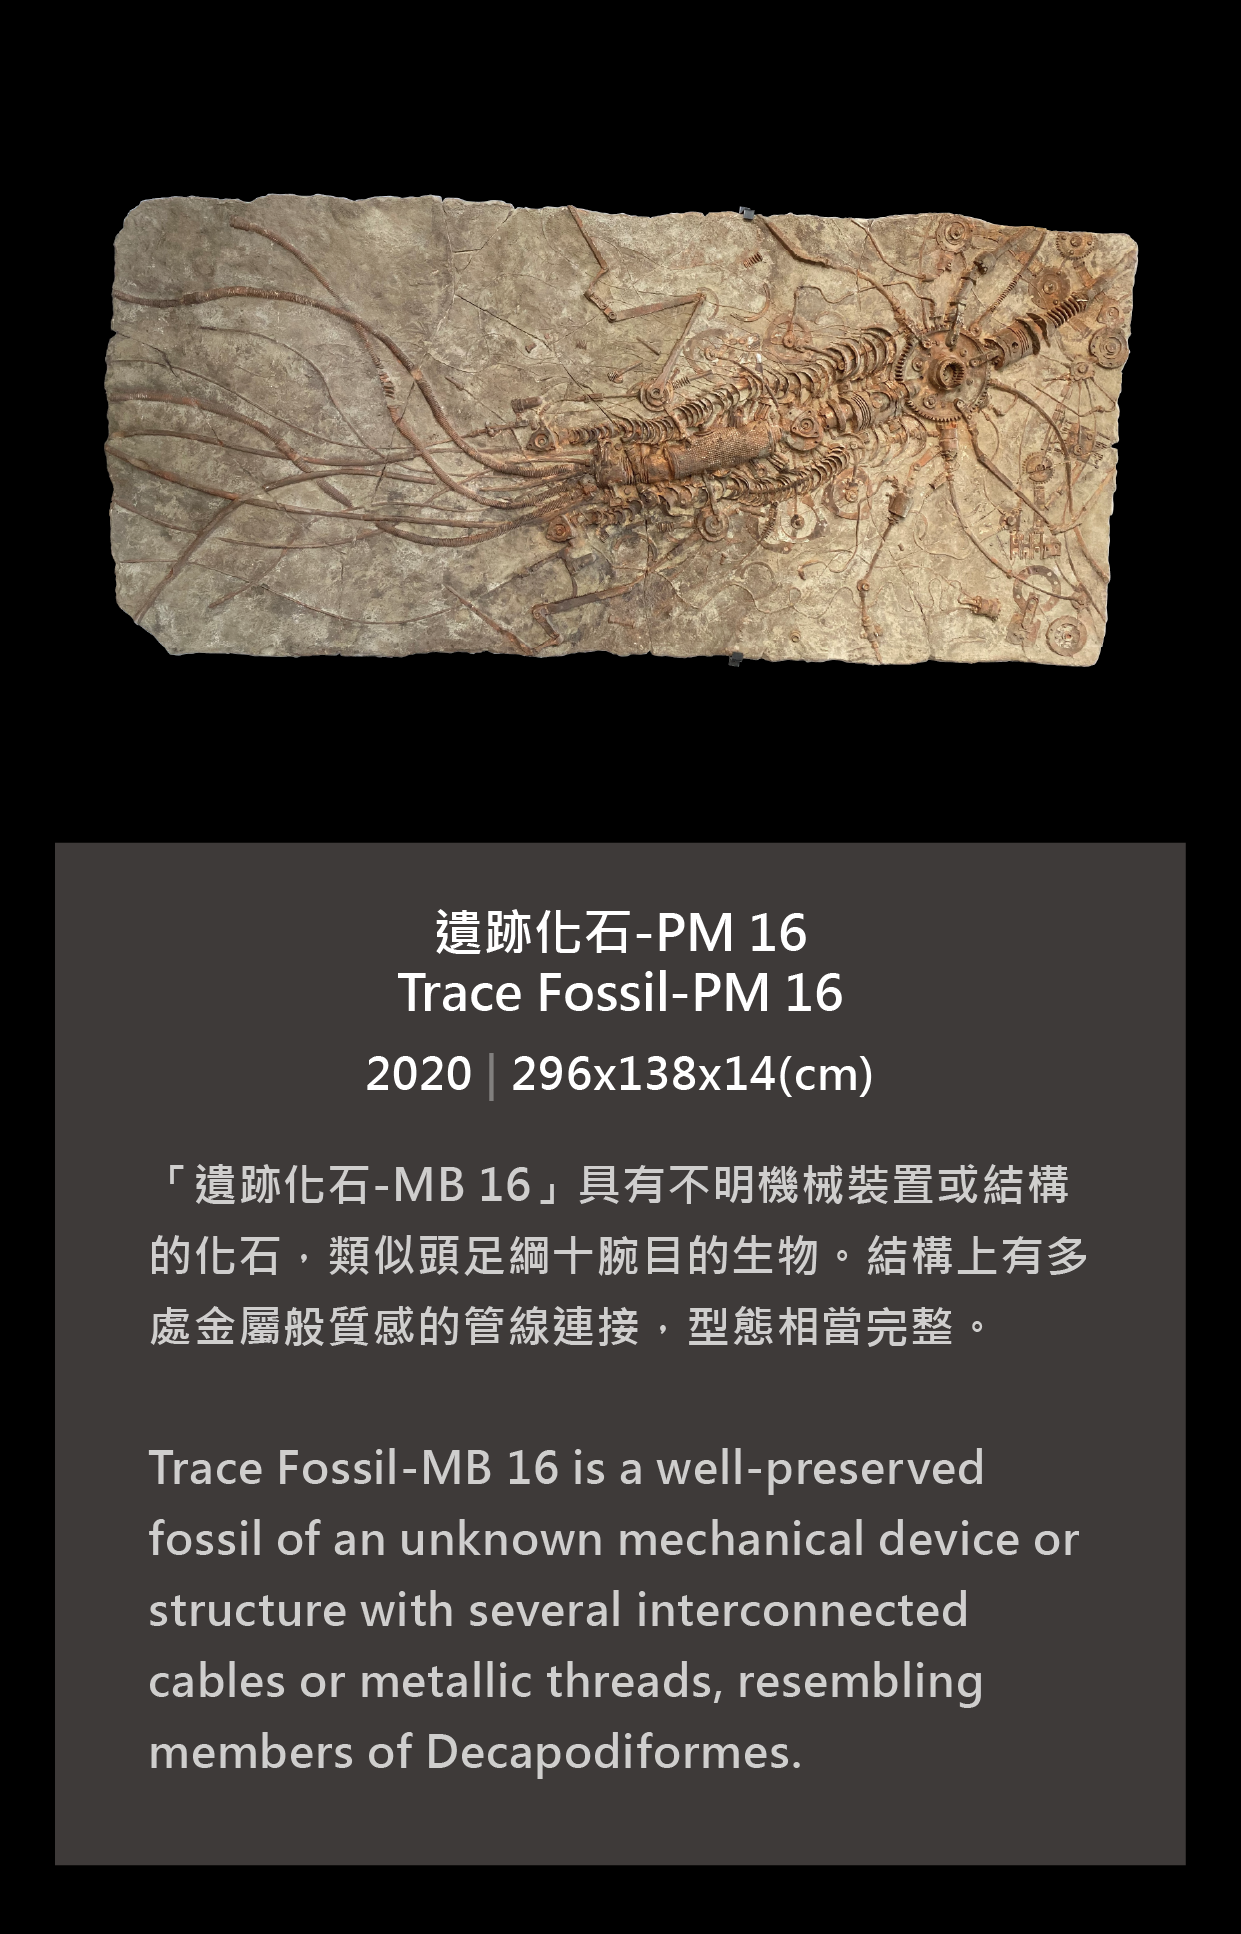 遺跡化石-PM 16
Trace Fossil-PM 16
2020 | 296x138x14(cm)
「遺跡化石-MB 16」具有不明機械裝置或結構
的化石，類似頭足綱十腕目的生物。結構上有多
處金屬般質感的管線連接，型態相當完整。
Trace Fossil-MB 16 is a well-preserved
fossil of an unknown mechanical device or
structure with several interconnected
cables or metallic threads, resembling
members of Decapodiformes.